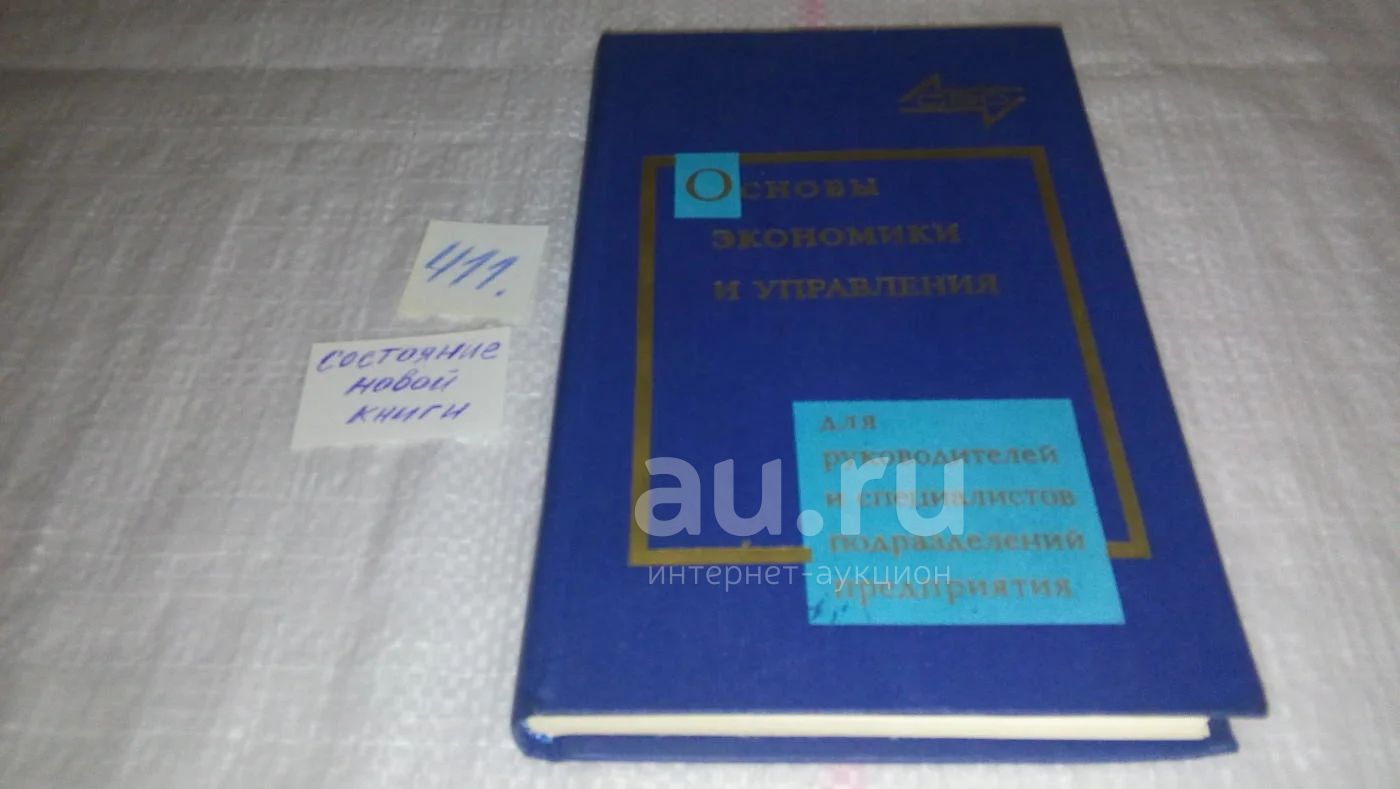 Основы
экономики
и управления
для
руководителей
и специалистов
подразделений
предприятия
411.
состояние
новой
книги
au.ru
интернет-аукцион